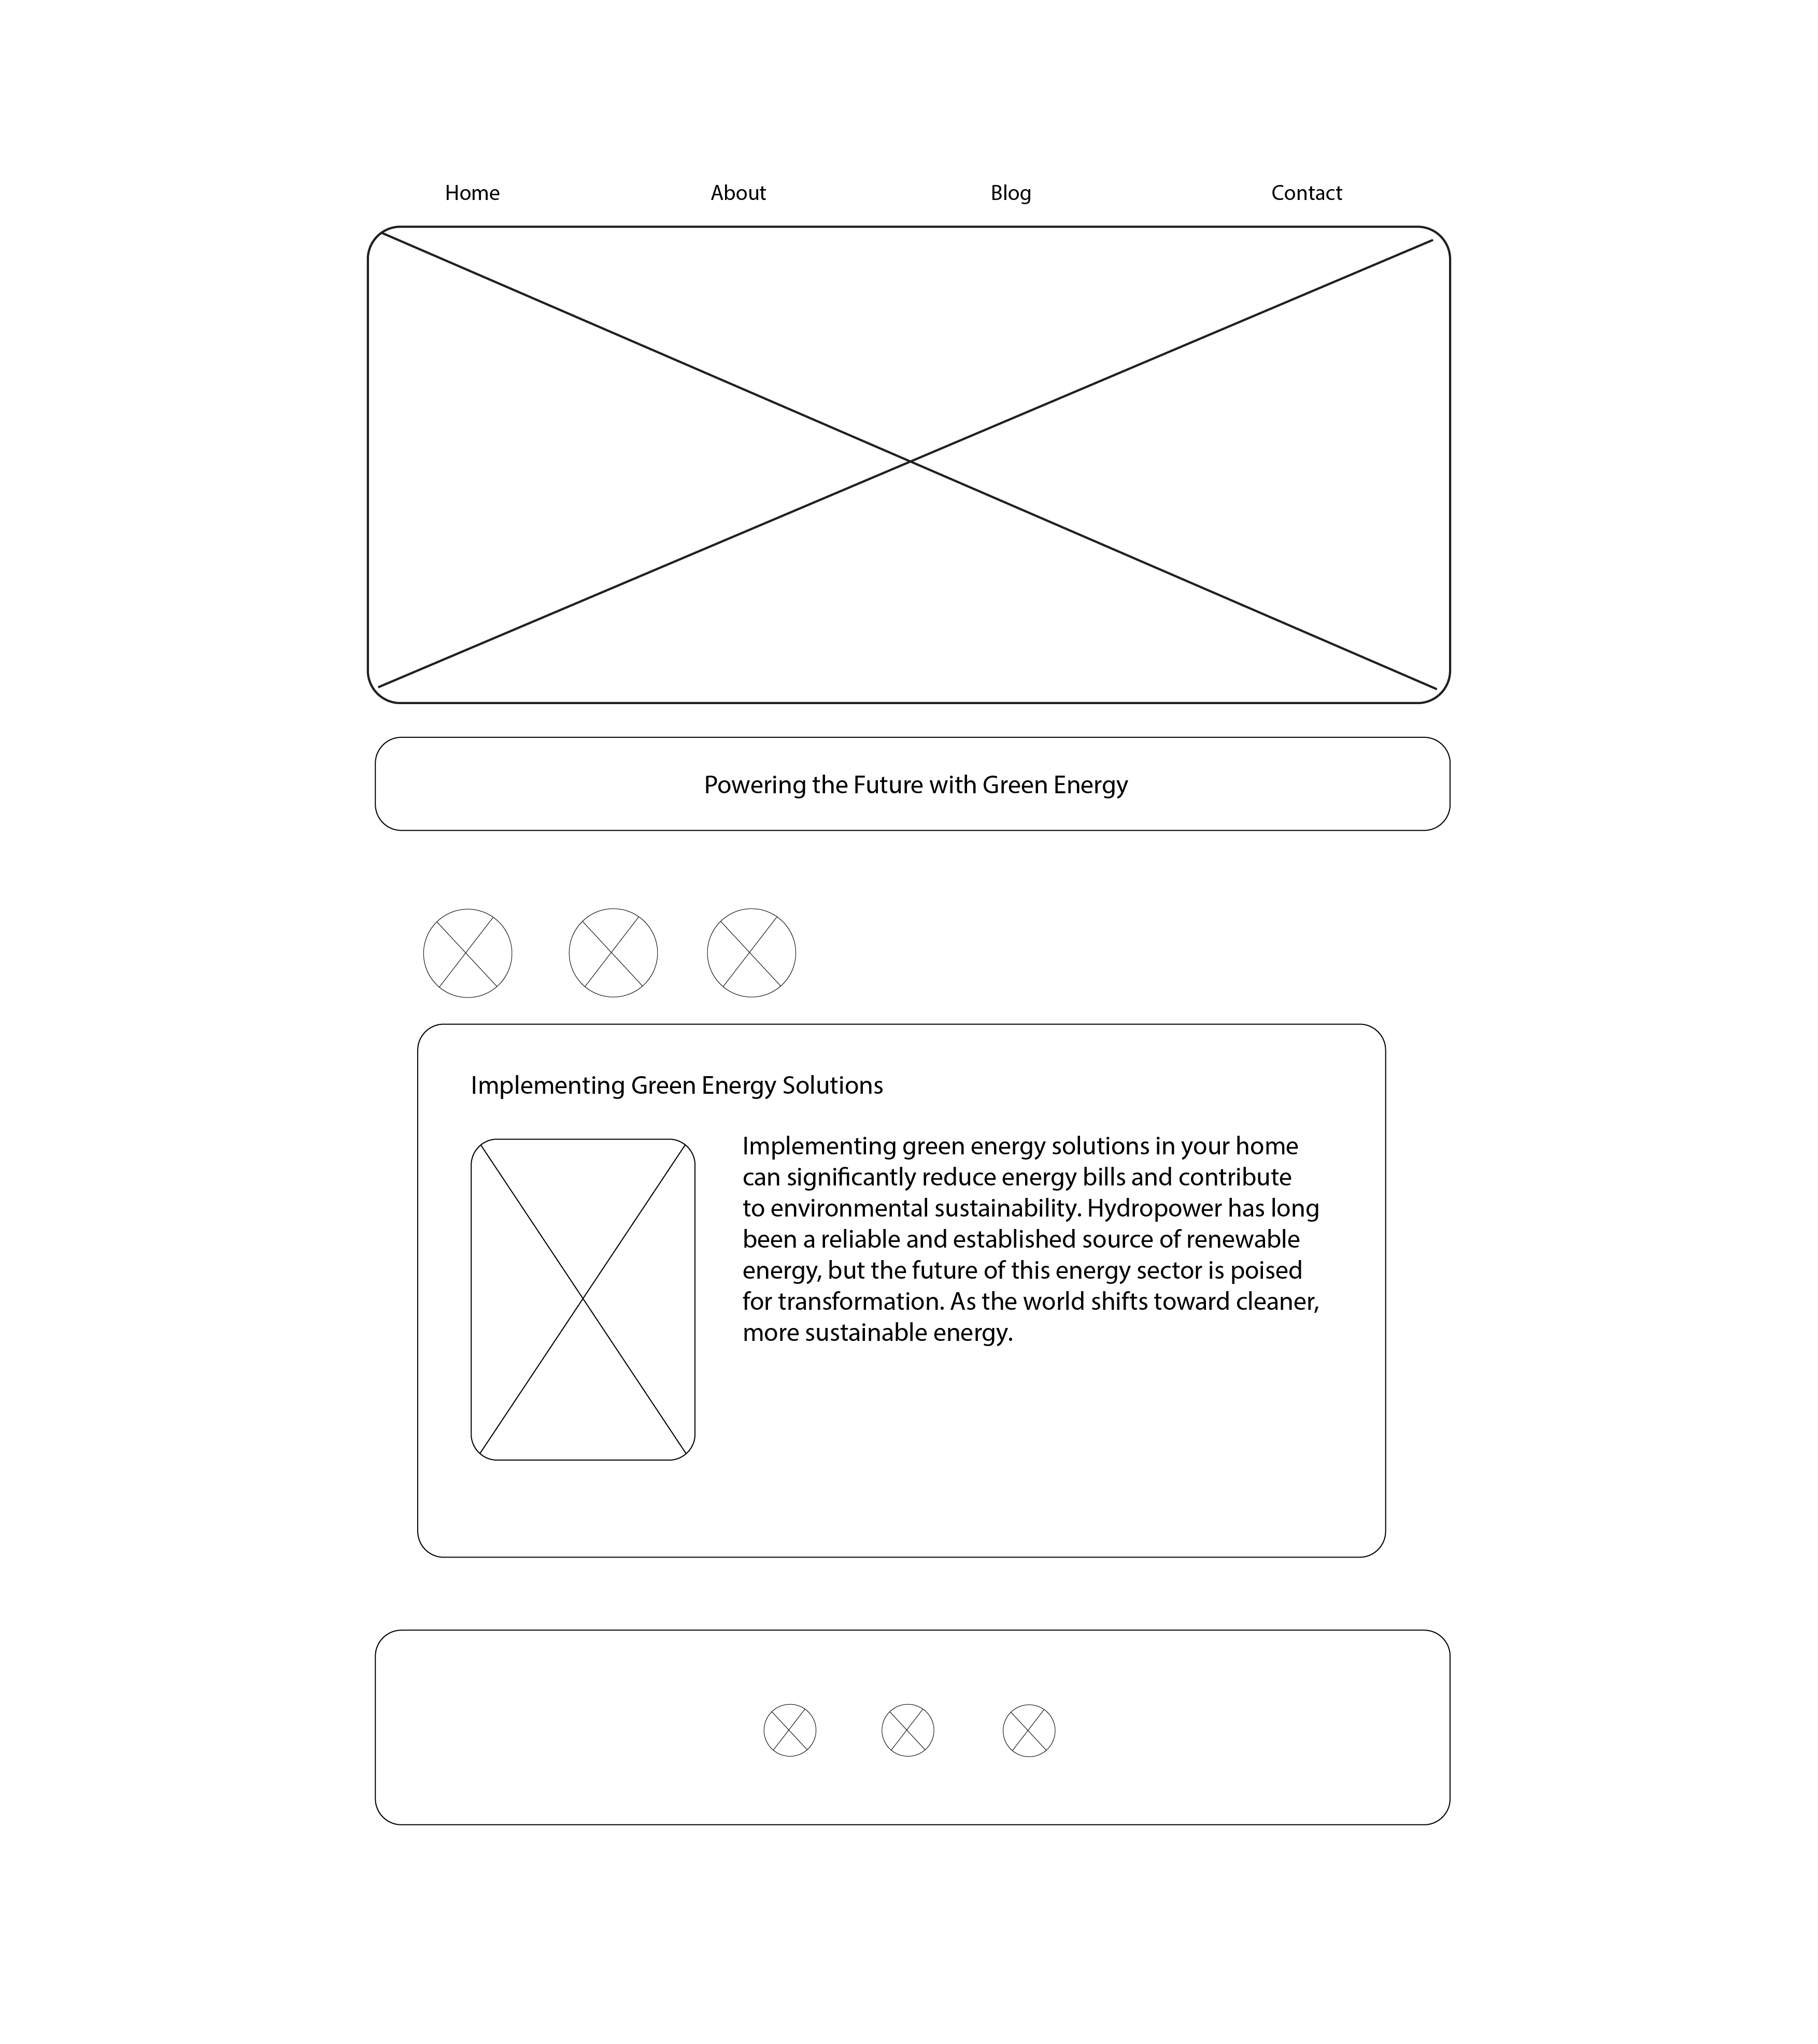 Home About Blog Contact
Powering the Future with Green Energy
Implementing Green Energy Solutions
Implementing green energy solutions in your home
can significantly reduce energy bills and contribute
to environmental sustainability. Hydropower has long
been a reliable and established source of renewable
energy, but the future of this energy sector is poised
for transformation. As the world shifts toward cleaner,
more sustainable energy.